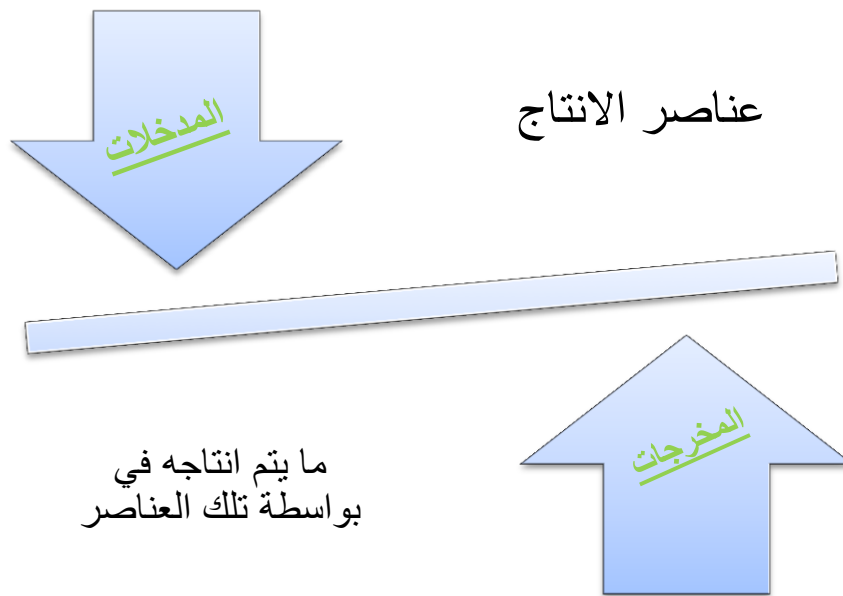 المدخلات
عناصر الانتاج
ما يتم انتاجه في
بواسطة تلك العناصر
المخرجات